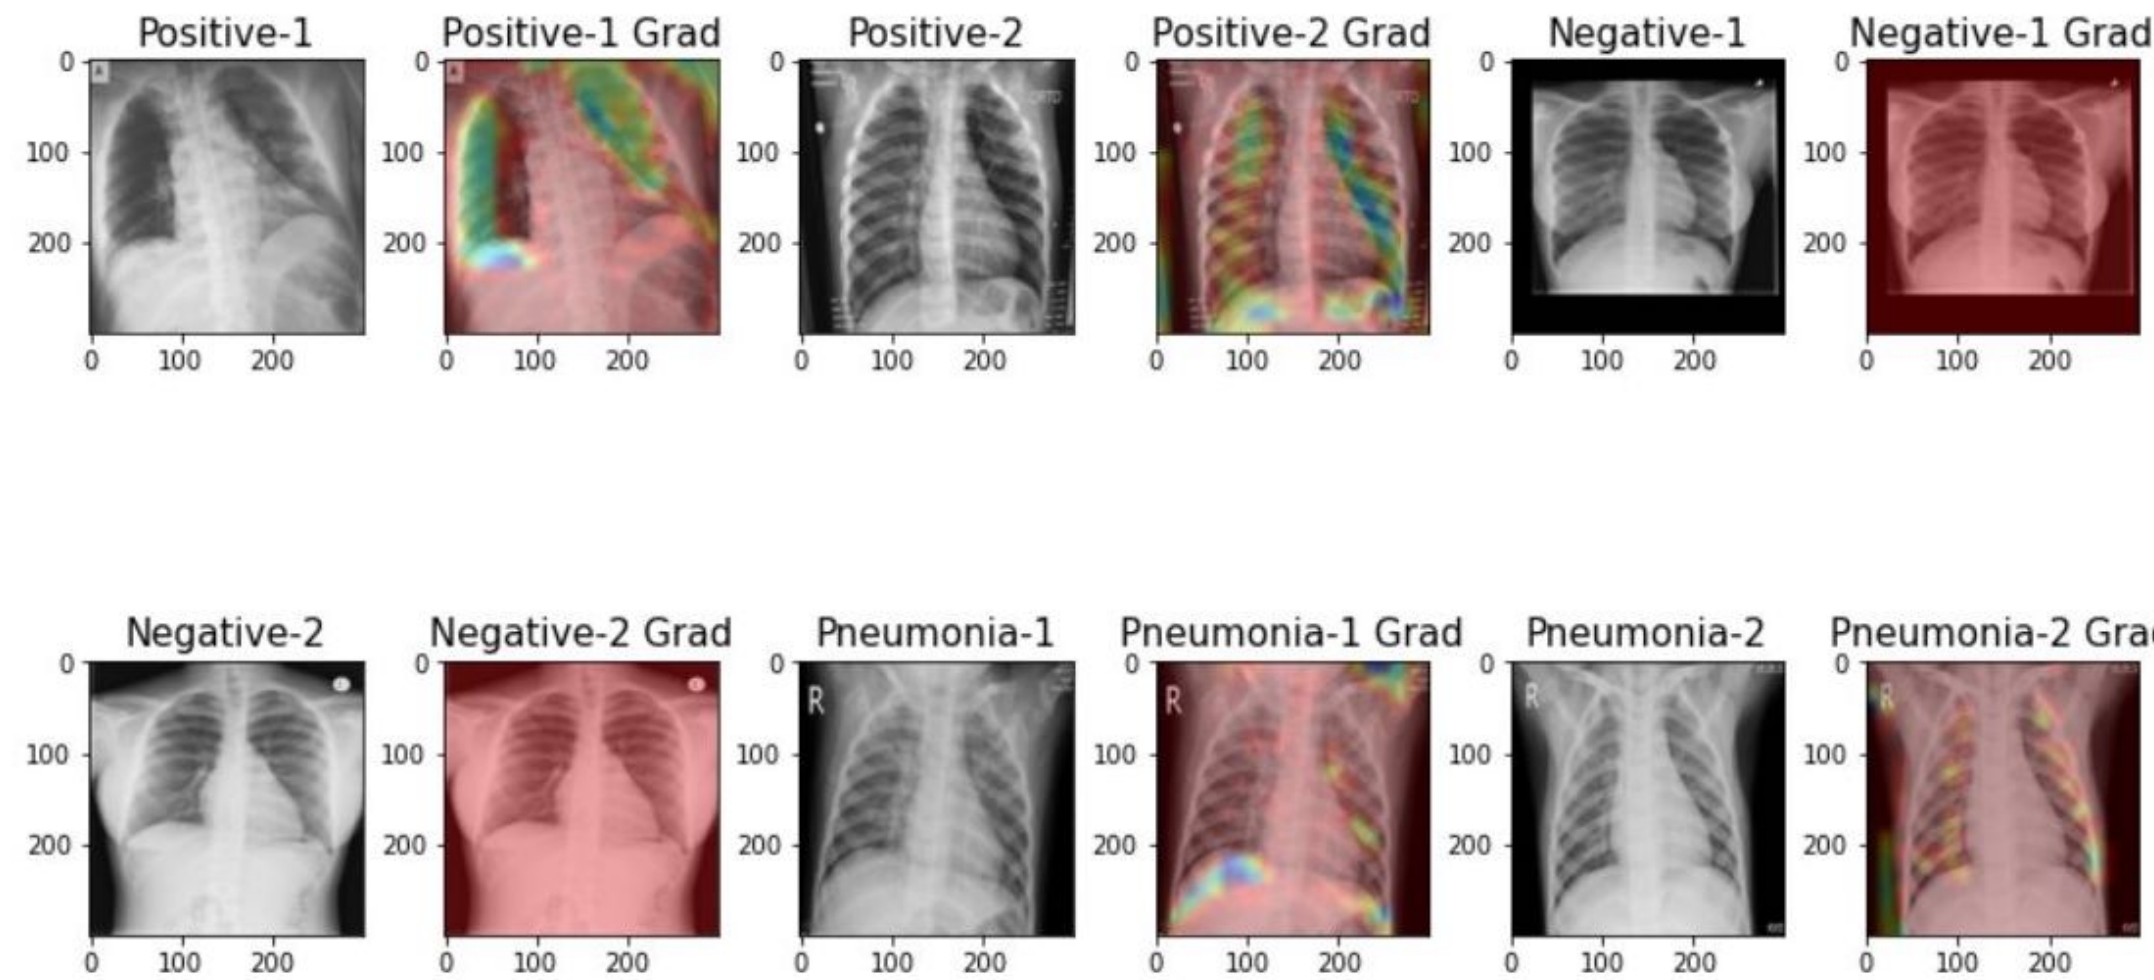 Positive-1 Positive-1 Grad Positive-2 Positive-2 Grad Negative-1 Negative-1 Grad
0 0 0 0 0 0
A A ORTO ORTO
100 100 100 100 100 100
200 200 200 200 200 200
0 100 200 0 100 200 0 100 200 0 100 200 0 100 200 0 100 200
Negative-2 Negative-2 Grad Pneumonia-1 Pneumonia-1 Grad Pneumonia-2 Pneumonia-2 Grad
0 0 0 0 0 0
R R R R
100 100 100 100 100 100
200 200 200 200 200 200
0 100 200 0 100 200 0 100 200 0 100 200 0 100 200 0 100 200